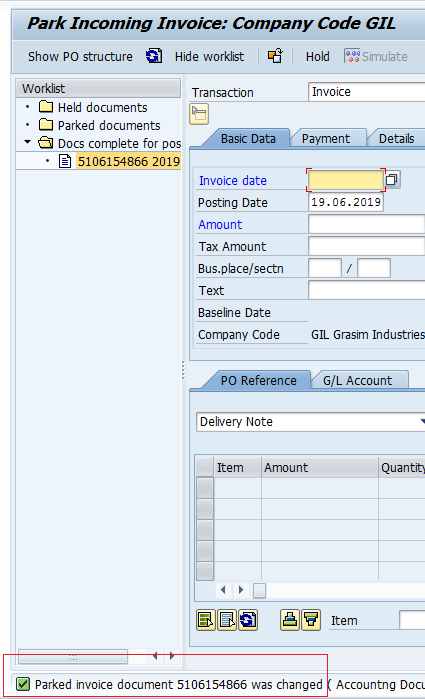 Park Incoming Invoice: Company Code GIL
Show PO structure Hide worklist Hold Simulate
Worklist
Held documents
Parked documents
Docs complete for pos
5106154866 2019
Transaction Invoice
Basic Data Payment Details
Invoice date
Posting Date 19.06.2019
Amount
Tax Amount
Bus.place/sectn /
Text
Baseline Date
Company Code GIL Grasim Industries
PO Reference G/L Account
Delivery Note
Item Amount Quantity
Item
Parked invoice document 5106154866 was changed ( Accountng Docu